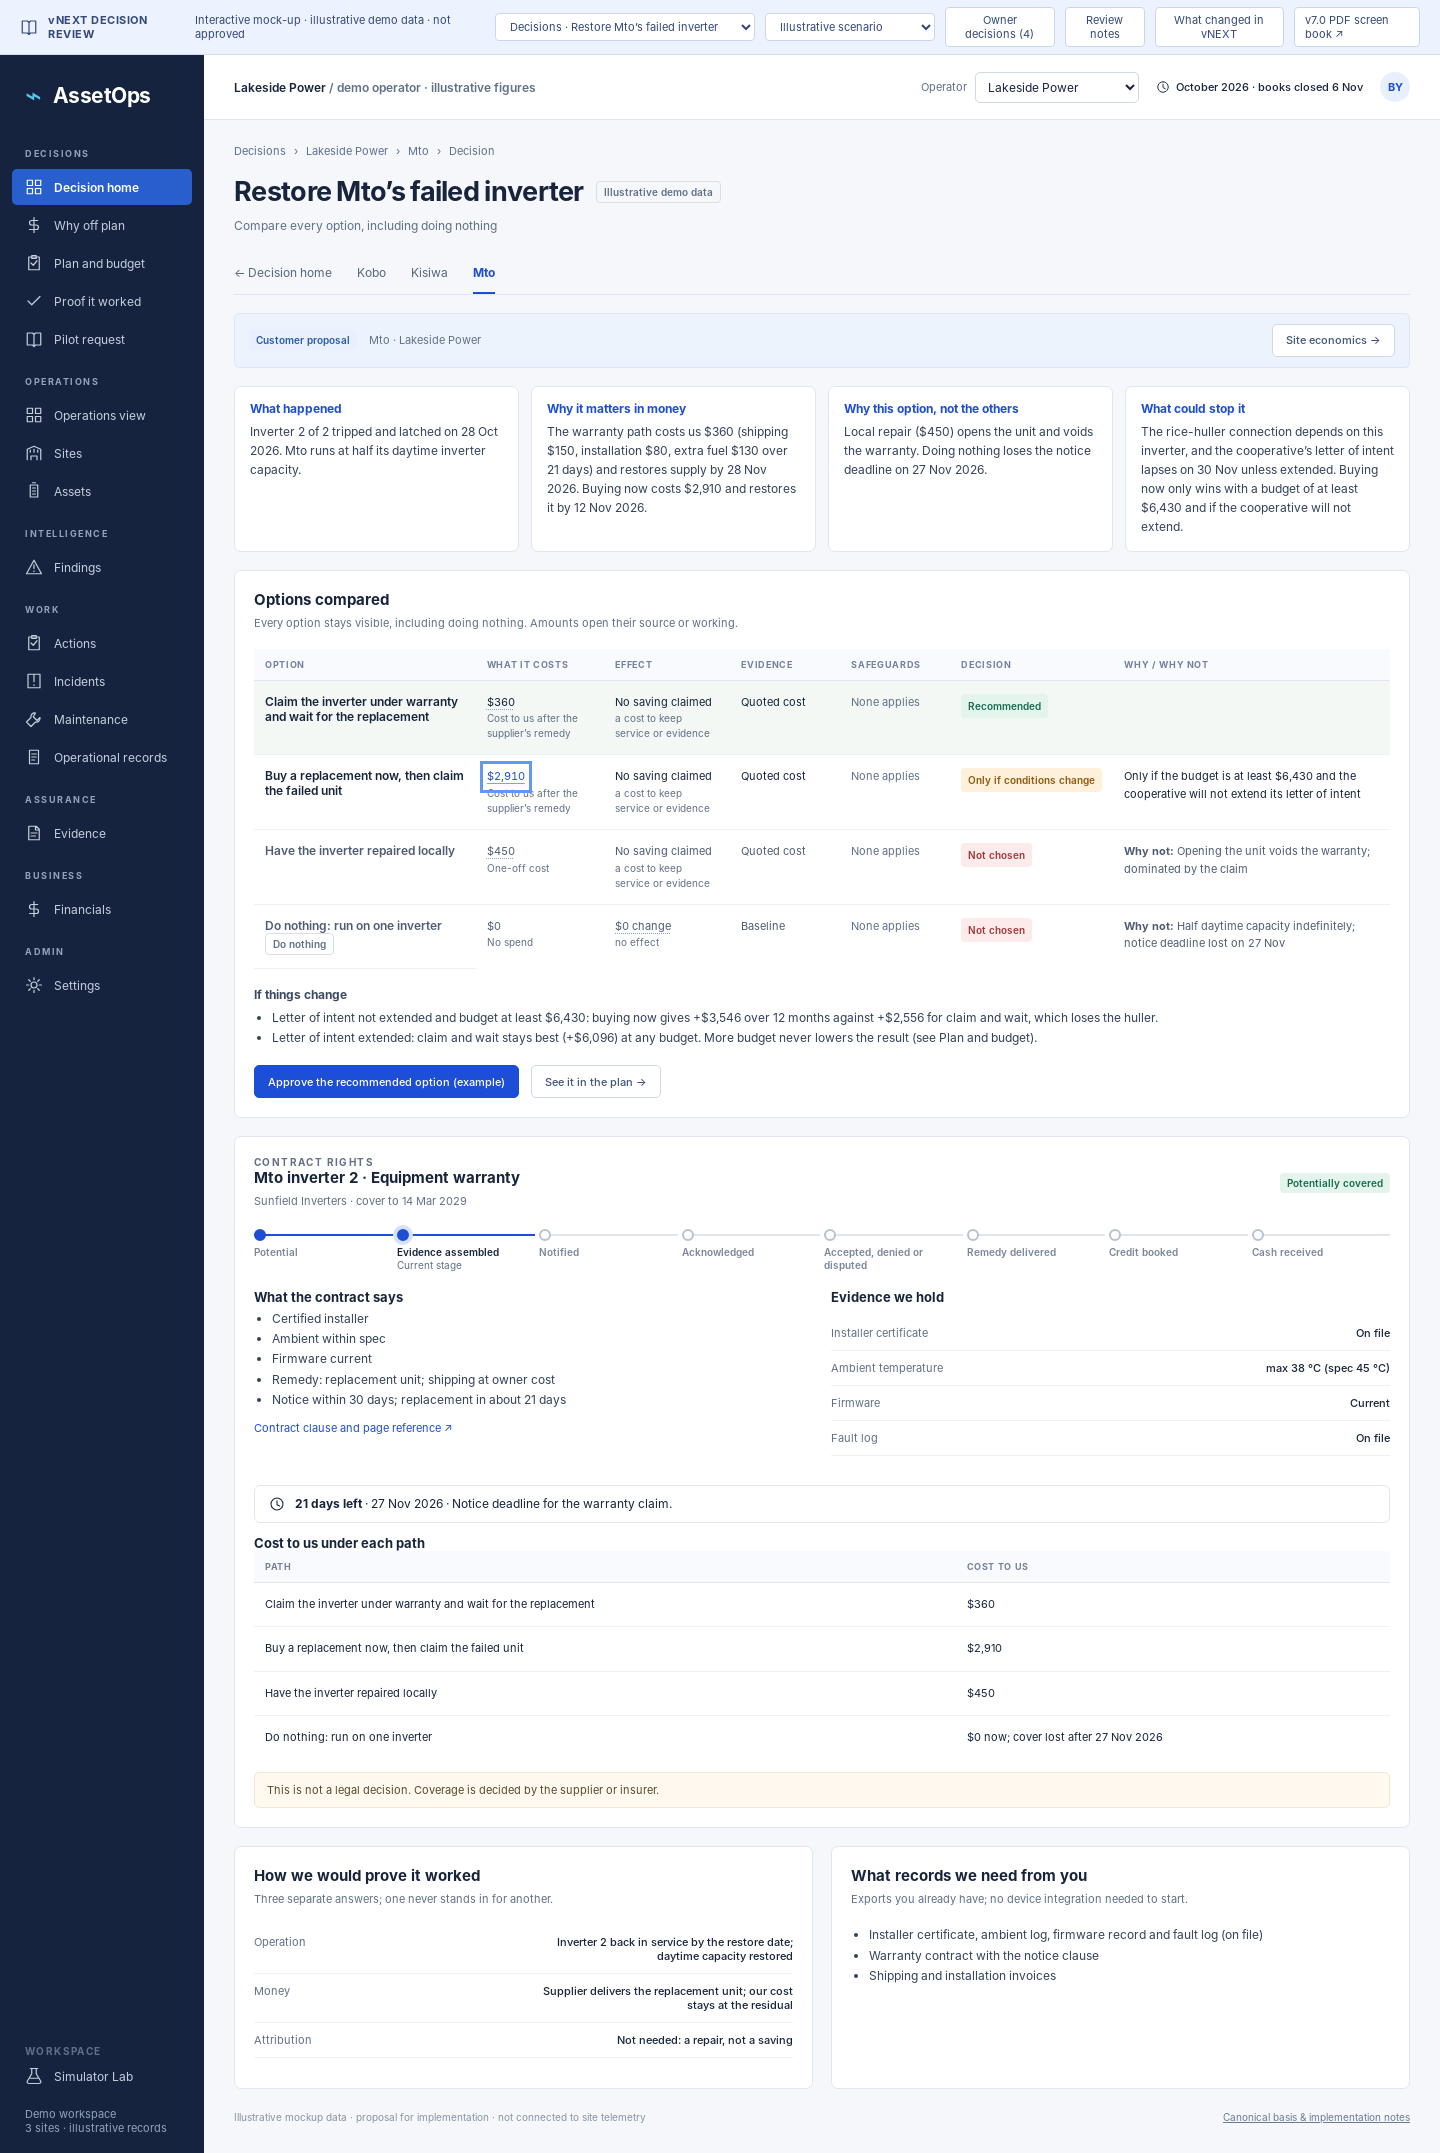 vNEXT DECISION REVIEW
Interactive mock-up · illustrative demo data · not approved
Decisions · Restore Mto’s failed inverter
Illustrative scenario
Owner decisions (4)
Review notes
What changed in vNEXT
v7.0 PDF screen book ↗
AssetOps
DECISIONS
Decision home
Why off plan
Plan and budget
Proof it worked
Pilot request
OPERATIONS
Operations view
Sites
Assets
INTELLIGENCE
Findings
WORK
Actions
Incidents
Maintenance
Operational records
ASSURANCE
Evidence
BUSINESS
Financials
ADMIN
Settings
WORKSPACE
Simulator Lab
Demo workspace
3 sites · illustrative records
Lakeside Power / demo operator · illustrative figures
Operator
Lakeside Power
October 2026 · books closed 6 Nov
BY
Decisions › Lakeside Power › Mto › Decision
Restore Mto’s failed inverter
Illustrative demo data
Compare every option, including doing nothing
← Decision home
Kobo
Kisiwa
Mto
Customer proposal
Mto · Lakeside Power
Site economics →
What happened
Inverter 2 of 2 tripped and latched on 28 Oct
2026. Mto runs at half its daytime inverter
capacity.
Why it matters in money
The warranty path costs us $360 (shipping
$150, installation $80, extra fuel $130 over
21 days) and restores supply by 28 Nov
2026. Buying now costs $2,910 and restores
it by 12 Nov 2026.
Why this option, not the others
Local repair ($450) opens the unit and voids
the warranty. Doing nothing loses the notice
deadline on 27 Nov 2026.
What could stop it
The rice-huller connection depends on this
inverter, and the cooperative’s letter of intent
lapses on 30 Nov unless extended. Buying
now only wins with a budget of at least
$6,430 and if the cooperative will not
extend.
Options compared
Every option stays visible, including doing nothing. Amounts open their source or working.
OPTION WHAT IT COSTS EFFECT EVIDENCE SAFEGUARDS DECISION WHY / WHY NOT
Claim the inverter under warranty
and wait for the replacement
$360
Cost to us after the
supplier’s remedy
No saving claimed
a cost to keep
service or evidence
Quoted cost
None applies
Recommended
Buy a replacement now, then claim
the failed unit
$2,910
Cost to us after the
supplier’s remedy
No saving claimed
a cost to keep
service or evidence
Quoted cost
None applies
Only if conditions change
Only if the budget is at least $6,430 and the
cooperative will not extend its letter of intent
Have the inverter repaired locally
$450
One-off cost
No saving claimed
a cost to keep
service or evidence
Quoted cost
None applies
Not chosen
Why not: Opening the unit voids the warranty;
dominated by the claim
Do nothing: run on one inverter
Do nothing
$0
No spend
$0 change
no effect
Baseline
None applies
Not chosen
Why not: Half daytime capacity indefinitely;
notice deadline lost on 27 Nov
If things change
• Letter of intent not extended and budget at least $6,430: buying now gives +$3,546 over 12 months against +$2,556 for claim and wait, which loses the huller.
• Letter of intent extended: claim and wait stays best (+$6,096) at any budget. More budget never lowers the result (see Plan and budget).
Approve the recommended option (example)
See it in the plan →
CONTRACT RIGHTS
Mto inverter 2 · Equipment warranty
Sunfield Inverters · cover to 14 Mar 2029
Potentially covered
Potential
Evidence assembled
Current stage
Notified
Acknowledged
Accepted, denied or
disputed
Remedy delivered
Credit booked
Cash received
What the contract says
• Certified installer
• Ambient within spec
• Firmware current
• Remedy: replacement unit; shipping at owner cost
• Notice within 30 days; replacement in about 21 days
Contract clause and page reference ↗
Evidence we hold
Installer certificate On file
Ambient temperature max 38 °C (spec 45 °C)
Firmware Current
Fault log On file
21 days left · 27 Nov 2026 · Notice deadline for the warranty claim.
Cost to us under each path
PATH COST TO US
Claim the inverter under warranty and wait for the replacement $360
Buy a replacement now, then claim the failed unit $2,910
Have the inverter repaired locally $450
Do nothing: run on one inverter $0 now; cover lost after 27 Nov 2026
This is not a legal decision. Coverage is decided by the supplier or insurer.
How we would prove it worked
Three separate answers; one never stands in for another.
Operation
Inverter 2 back in service by the restore date;
daytime capacity restored
Money
Supplier delivers the replacement unit; our cost
stays at the residual
Attribution
Not needed: a repair, not a saving
What records we need from you
Exports you already have; no device integration needed to start.
• Installer certificate, ambient log, firmware record and fault log (on file)
• Warranty contract with the notice clause
• Shipping and installation invoices
Illustrative mockup data · proposal for implementation · not connected to site telemetry
Canonical basis & implementation notes